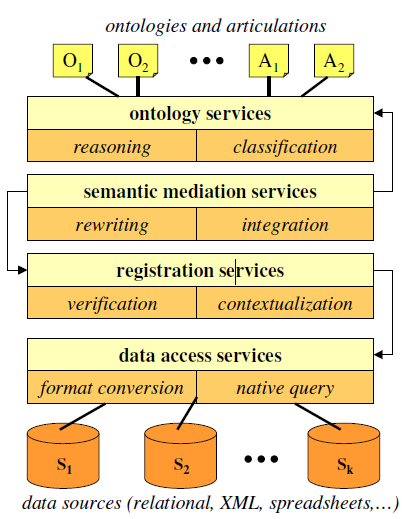 ontologies and articulations
O1 O2 ••• A1 A2
ontology services
reasoning classification
semantic mediation services
rewriting integration
registration services
verification contextualization
data access services
format conversion native query
S1 S2 ••• Sk
data sources (relational, XML, spreadsheets,…)